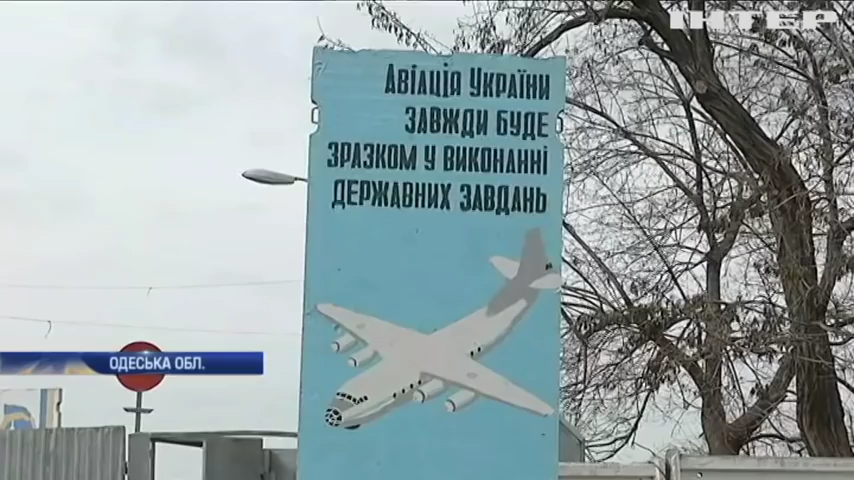 ІНТЕР
Авіація України
завжди буде
зразком у виконанні
державних завдань
ОДЕСЬКА ОБЛ.